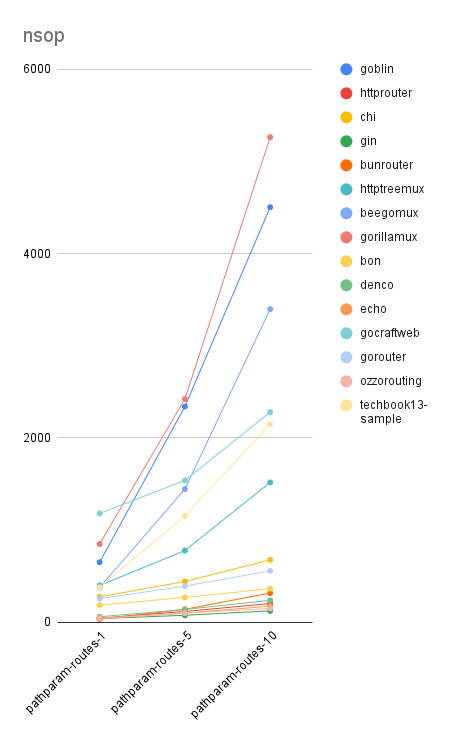 nsop
6000
4000
2000
0
pathparam-routes-1
pathparam-routes-5
pathparam-routes-10
goblin
httprouter
chi
gin
bunrouter
httptreemux
beegomux
gorillamux
bon
denco
echo
gocraftweb
gorouter
ozzorouting
techbook13-
sample